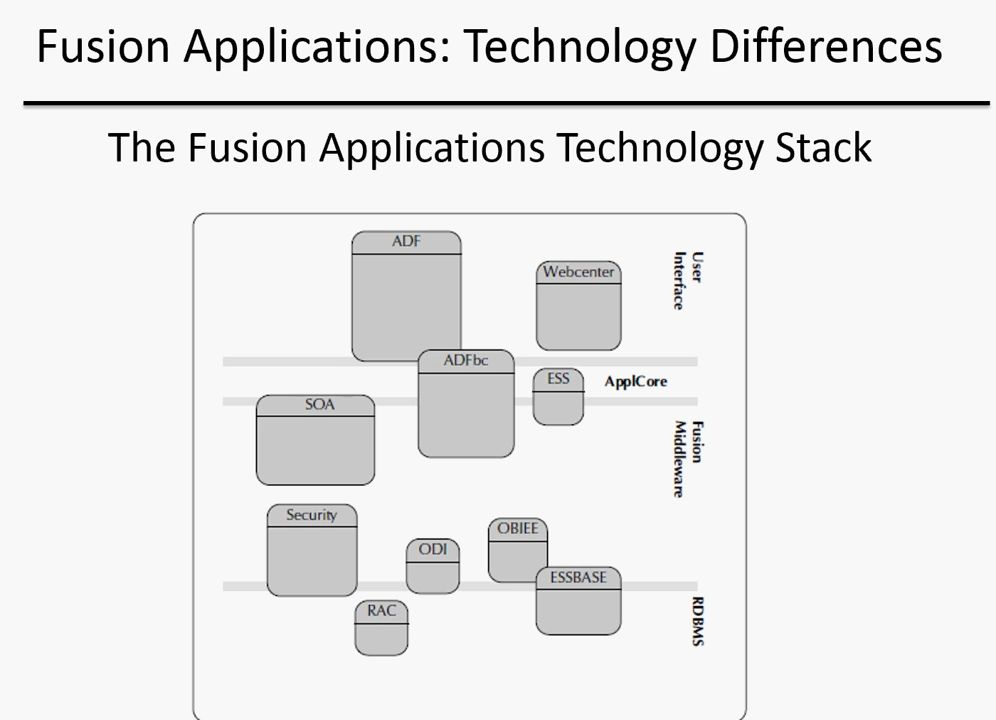 Fusion Applications: Technology Differences
The Fusion Applications Technology Stack
ADF
Webcenter
User
Interface
ADFbc
ESS
ApplCore
SOA
Fusion
Middleware
Security
OBIEE
ODI
ESSBASE
RAC
RDBMS